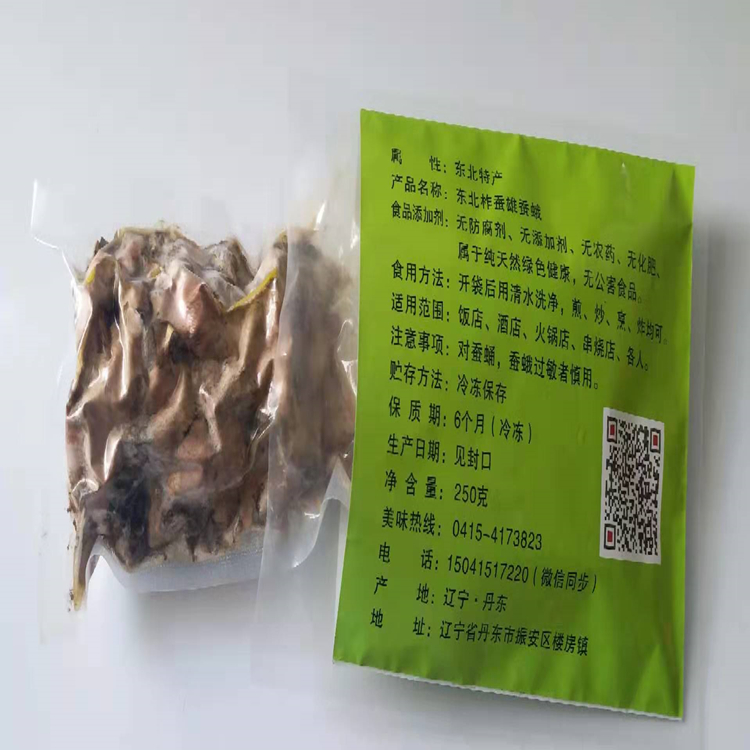 属 性：东北特产
产品名称：东北柞蚕雄蚕蛾
食品添加剂：无防腐剂、无添加剂、无农药、无化肥、
属于纯天然绿色健康，无公害食品。
食用方法：开袋后用清水洗净，煎、炒、烹、炸均可。
适用范围：饭店、酒店、火锅店、串烧店、各人。
注意事项：对蚕蛹，蚕蛾过敏者慎用。
贮存方法：冷冻保存
保 质 期：6个月（冷冻）
生产日期：见封口
净 含 量：250克
美味热线：0415-4173823
电 话：15041517220（微信同步）
产 地：辽宁·丹东
地 址：辽宁省丹东市振安区楼房镇